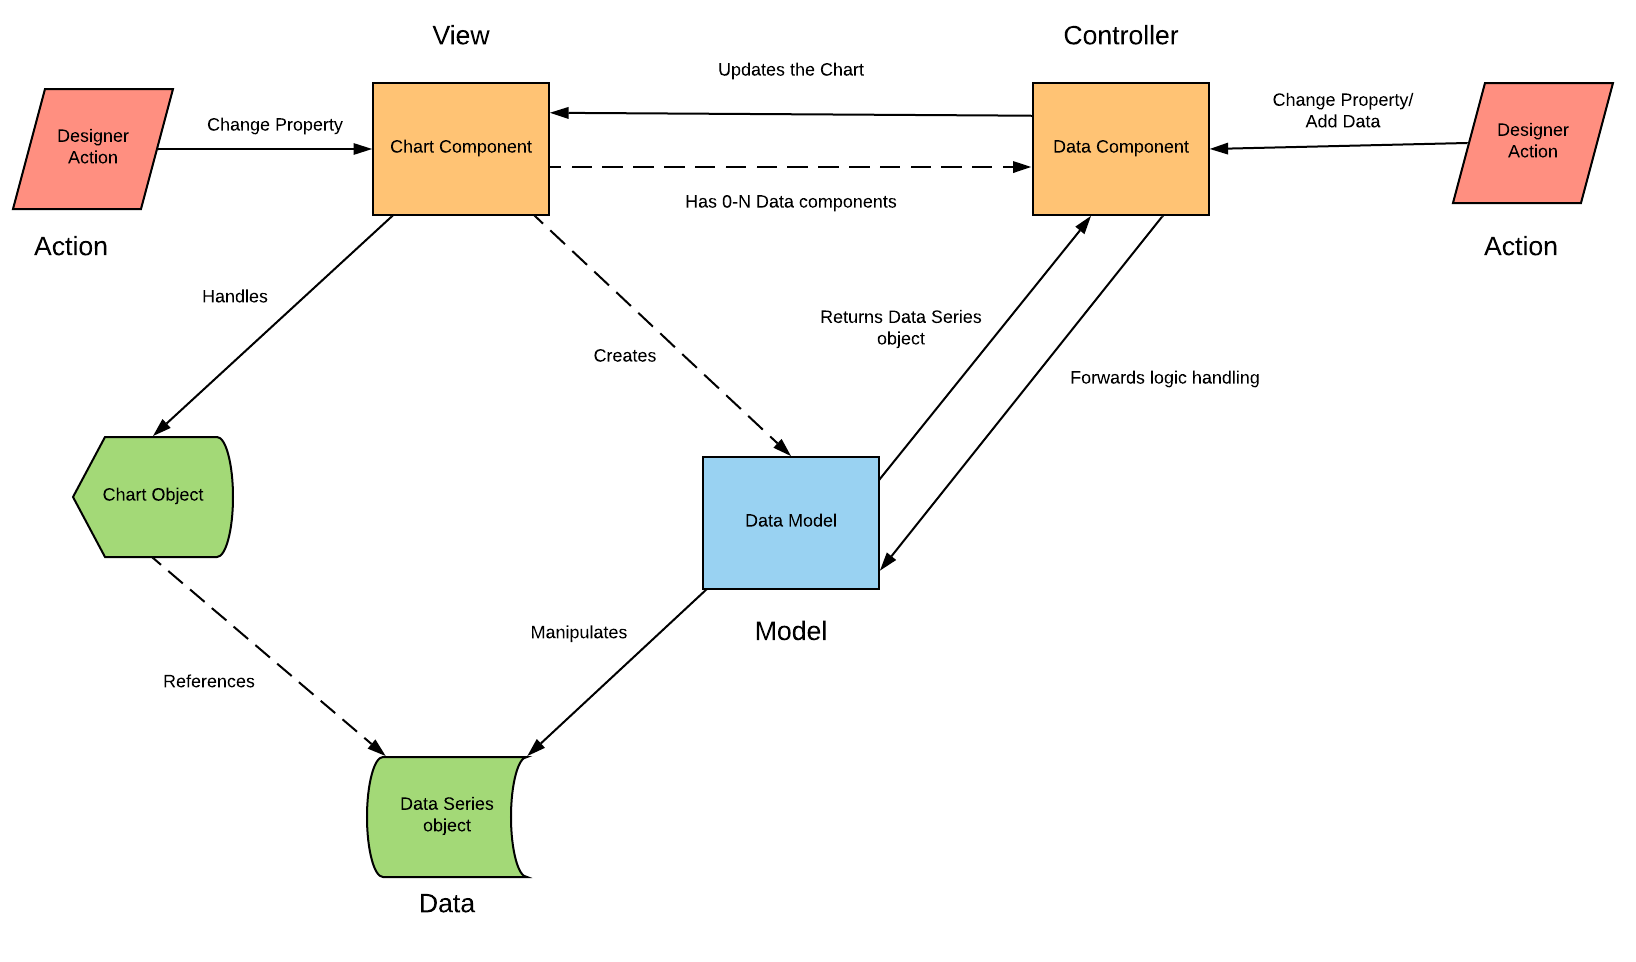 View
Controller
Updates the Chart
Designer
Action
Change Property
Chart Component
Data Component
Change Property/
Add Data
Designer
Action
Has 0-N Data components
Action
Action
Handles
Returns Data Series
object
Creates
Forwards logic handling
Chart Object
Data Model
Manipulates
Model
References
Data Series
object
Data